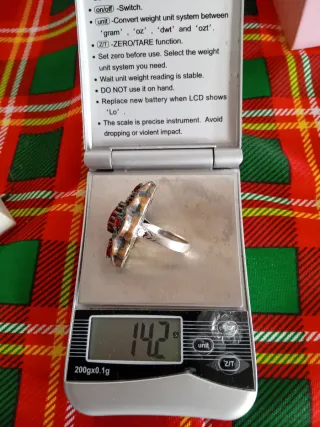 • on/off -Switch.
• unit -Convert weight unit system between
'gram' , 'oz' , 'dwt' and 'ozt'.
• Z/T -ZERO/TARE function.
• Set zero before use. Select the weight
unit system you need.
• Wait unit weight reading is stable.
• DO NOT use it on hand.
• Replace new battery when LCD shows
'Lo' .
• The scale is precise instrument. Avoid
dropping or violent impact.
14.2
unit
Z/T
200gx0.1g